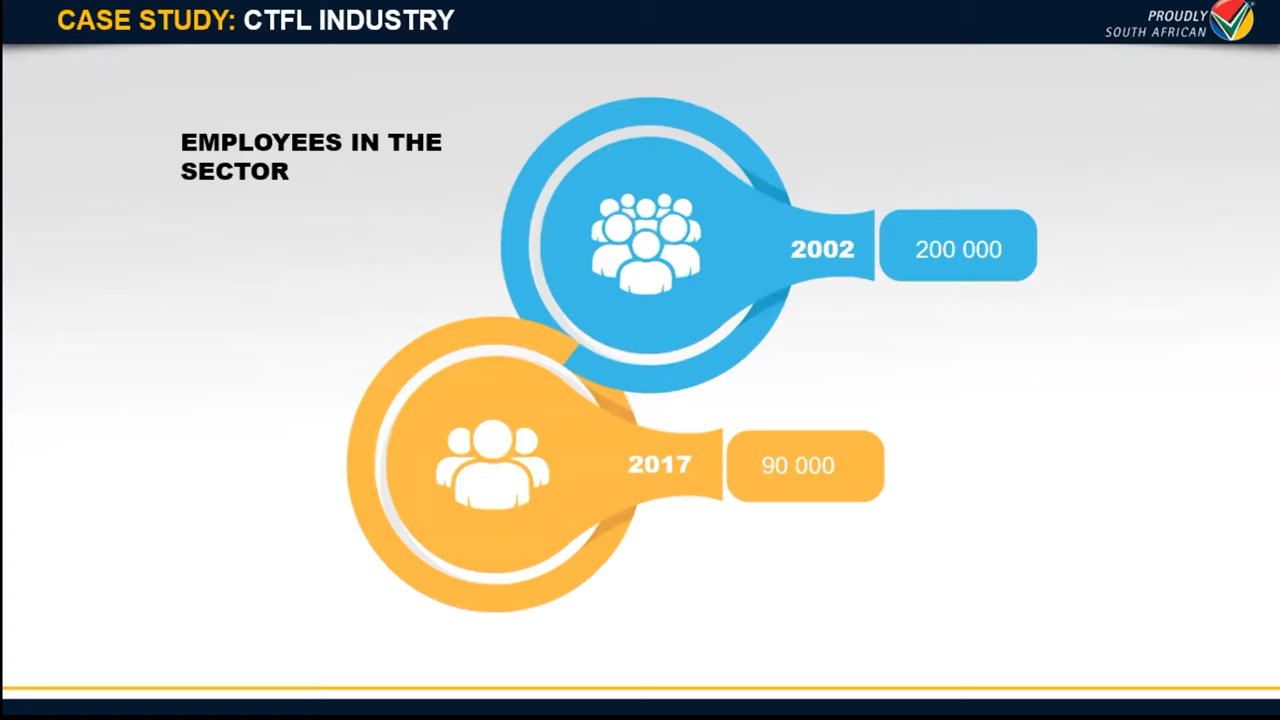 CASE STUDY: CTFL INDUSTRY
PROUDLY
SOUTH AFRICAN
EMPLOYEES IN THE
SECTOR
2002
200 000
2017
90 000